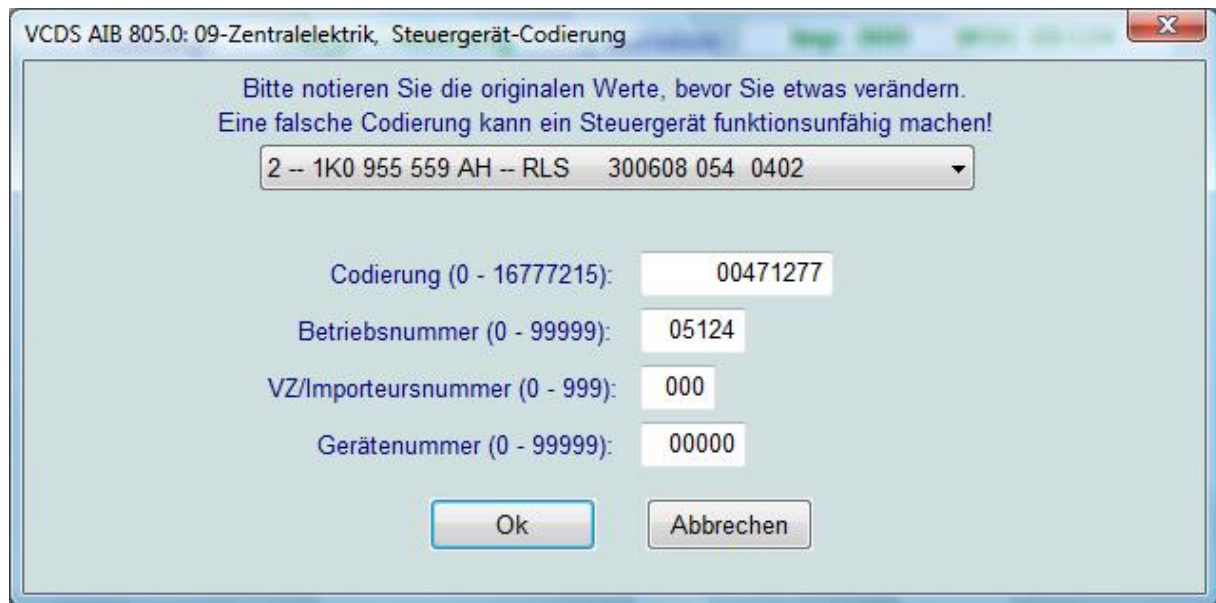 VCDS AIB 805.0: 09-Zentralelektrik, Steuergerät-Codierung
Bitte notieren Sie die originalen Werte, bevor Sie etwas verändern.
Eine falsche Codierung kann ein Steuergerät funktionsunfähig machen!
2 -- 1K0 955 559 AH -- RLS 300608 054 0402
Codierung (0 - 16777215): 00471277
Betriebsnummer (0 - 99999): 05124
VZ/Importeursnummer (0 - 999): 000
Gerätenummer (0 - 99999): 00000
Ok Abbrechen